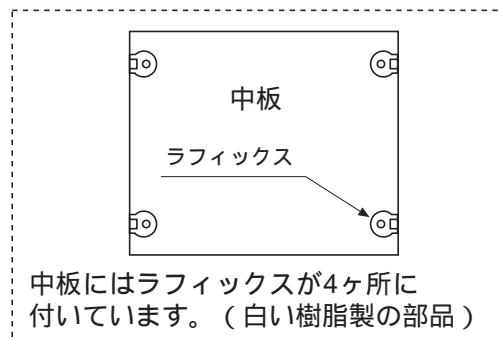 中板
ラフィックス
中板にはラフィックスが4ヶ所に
付いています。（白い樹脂製の部品）